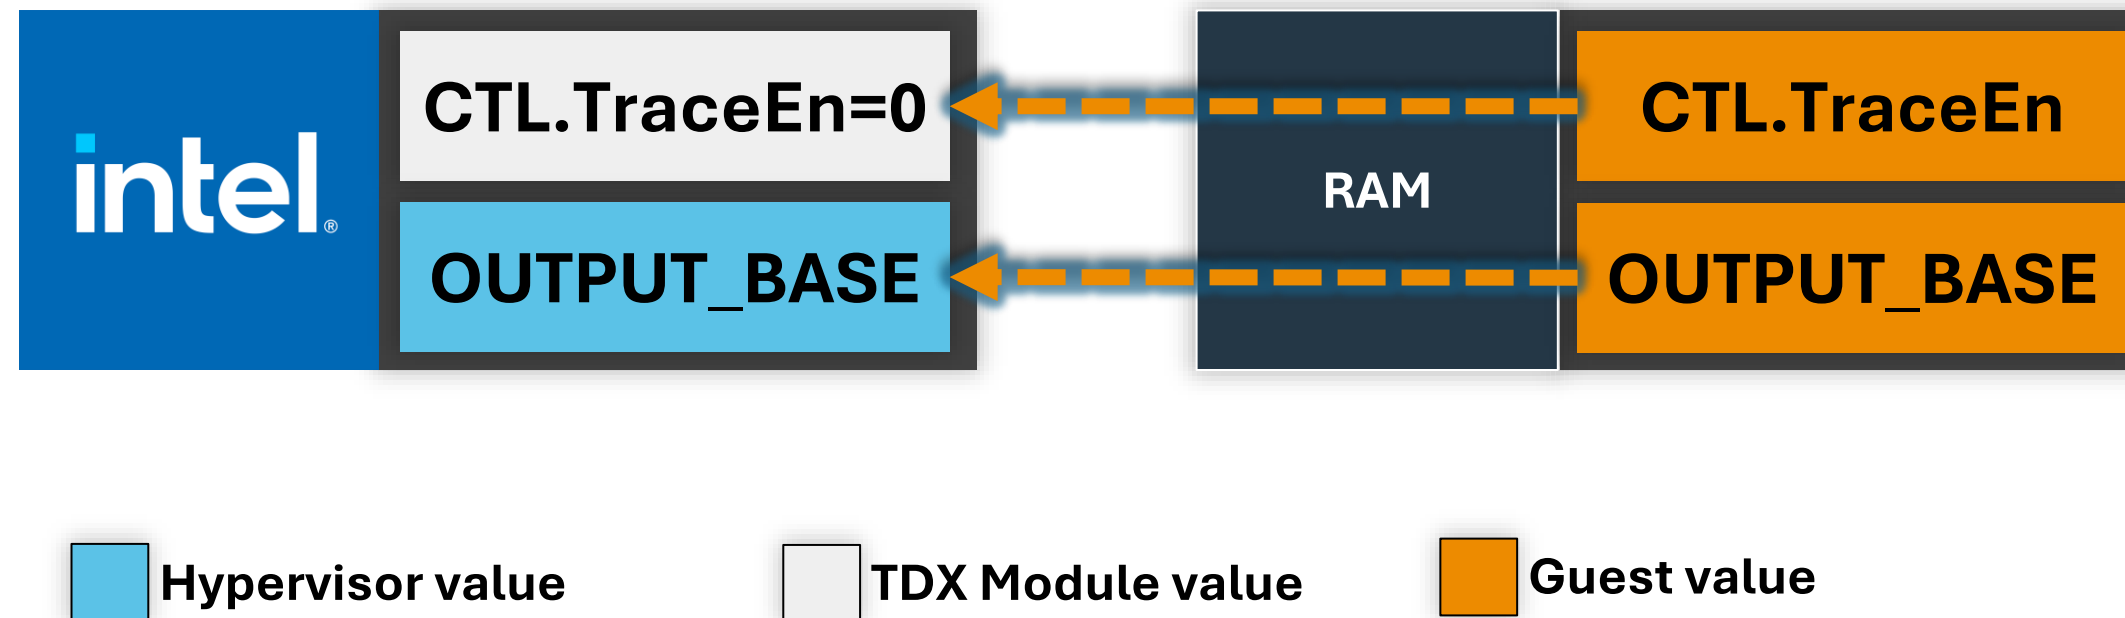 intel®
CTL.TraceEn=0
OUTPUT_BASE
RAM
CTL.TraceEn
OUTPUT_BASE
Hypervisor value
TDX Module value
Guest value